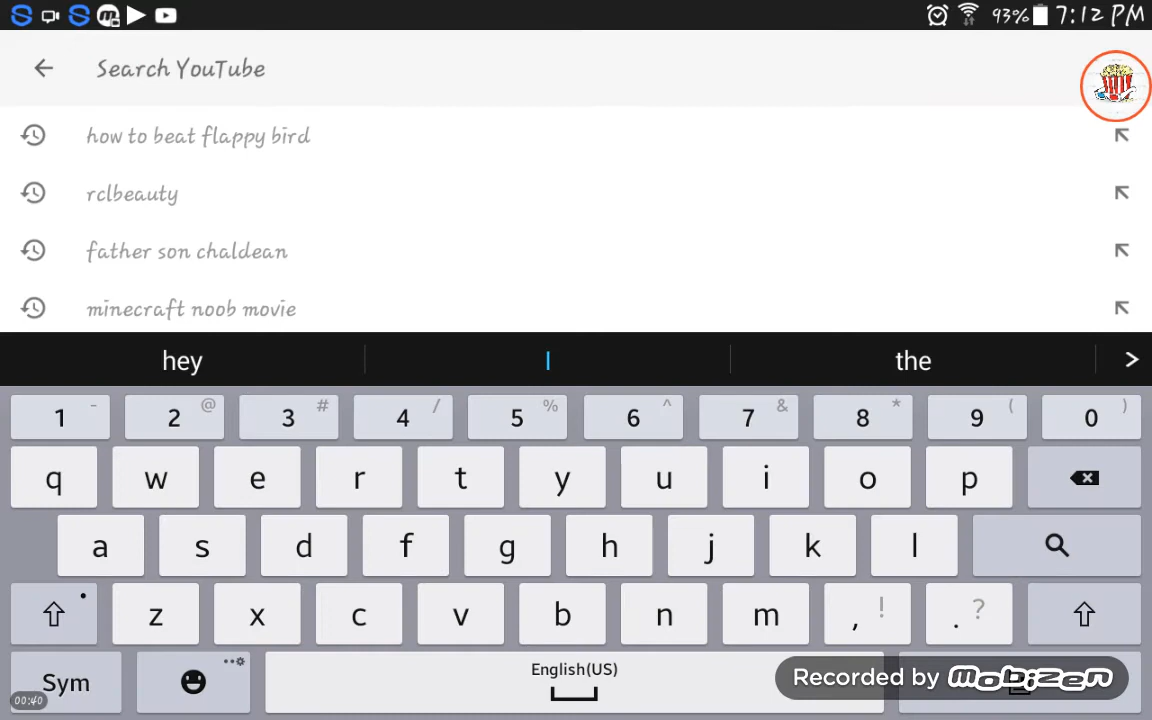 93% 7:12 PM
Search YouTube
how to beat flappy bird
rclbeauty
father son chaldean
minecraft noob movie
hey I the >
1 - 2 @ 3 # 4 / 5 % 6 ^ 7 & 8 * 9 ( 0 )
q w e r t y u i o p
a s d f g h j k l
z x c v b n m , ! . ?
Sym English(US)
Recorded by mobizen
00:40